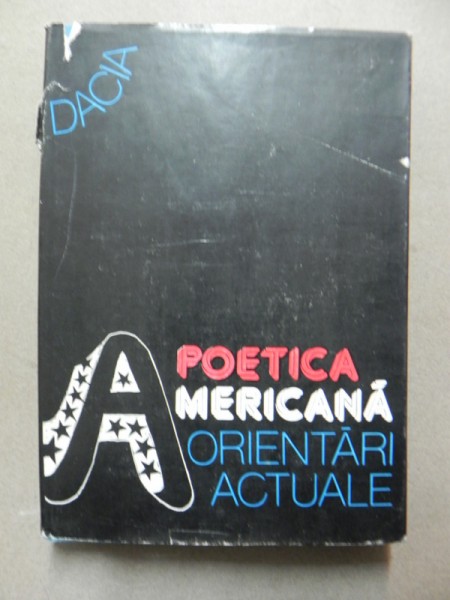 DACIA
POETICA
AMERICANĂ
ORIENTĂRI
ACTUALE